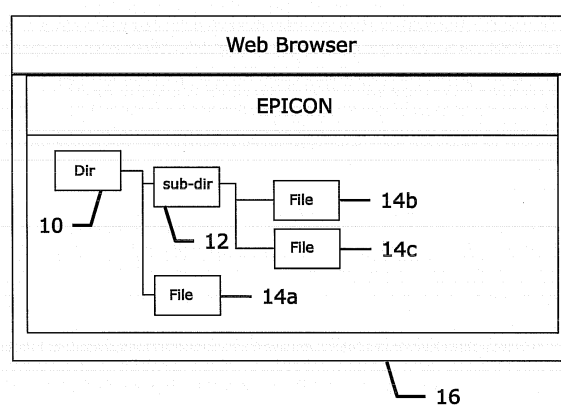 Web Browser
EPICON
Dir
sub-dir
File
14b
10
12
File
14c
File
14a
16